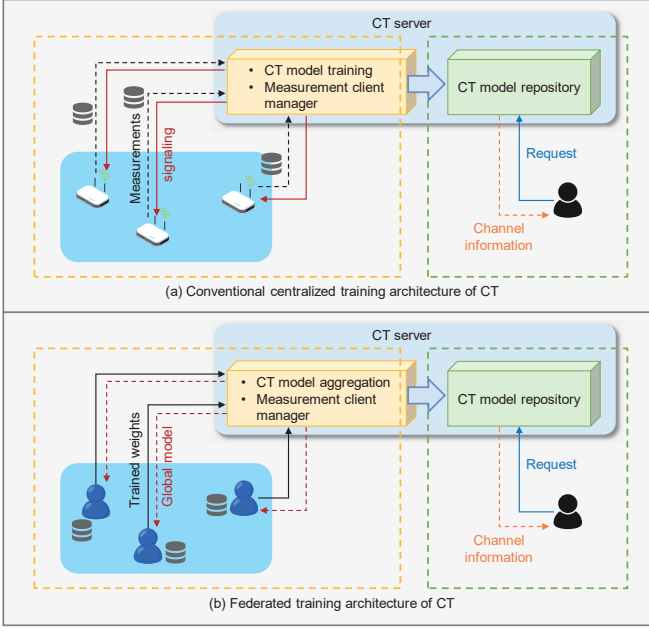 CT server
• CT model training
• Measurement client
manager
CT model repository
Measurements
signaling
Request
Channel
information
(a) Conventional centralized training architecture of CT
CT server
• CT model aggregation
• Measurement client
manager
CT model repository
Trained weights
Global model
Request
Channel
information
(b) Federated training architecture of CT